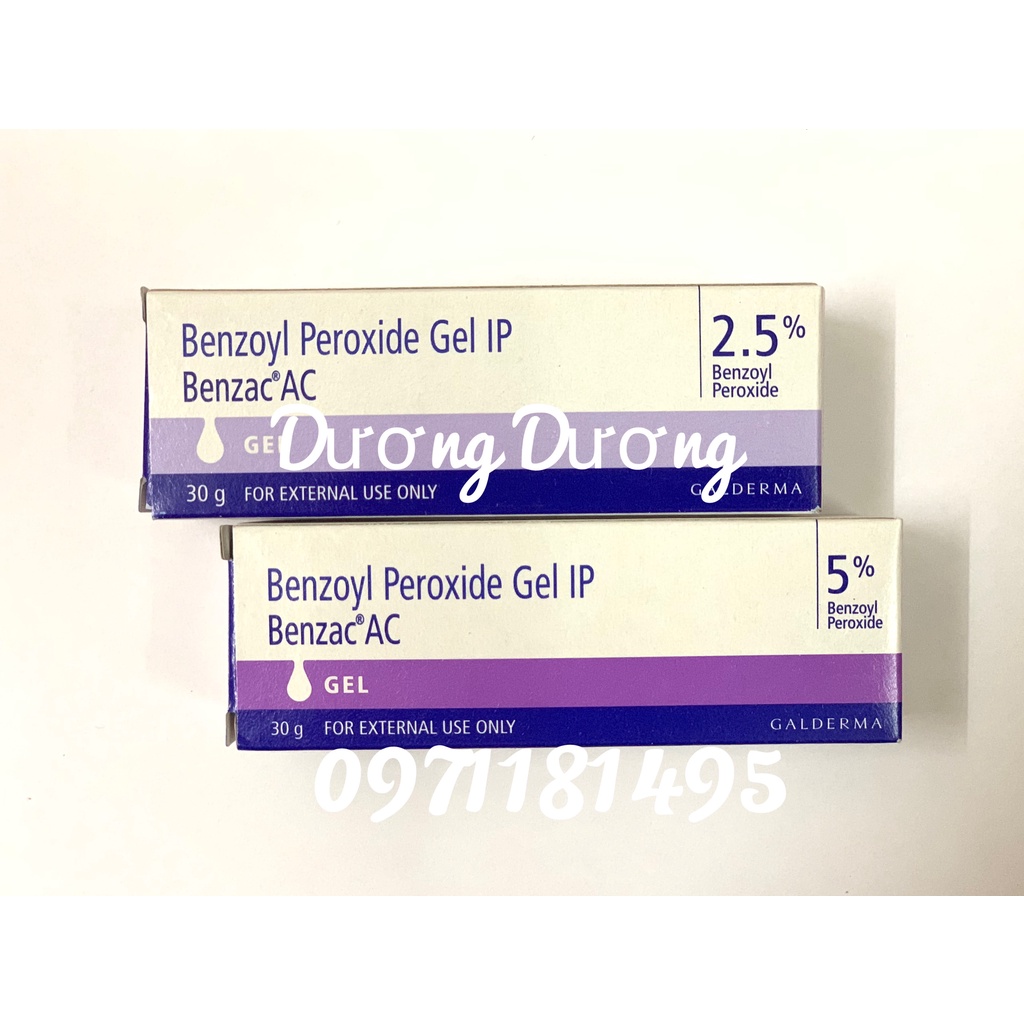 Benzoyl Peroxide Gel IP
Benzac® AC
2.5%
Benzoyl
Peroxide
GEL
Dương Dương
30 g FOR EXTERNAL USE ONLY
GALDERMA
Benzoyl Peroxide Gel IP
Benzac® AC
5%
Benzoyl
Peroxide
GEL
30 g FOR EXTERNAL USE ONLY
GALDERMA
0971181495